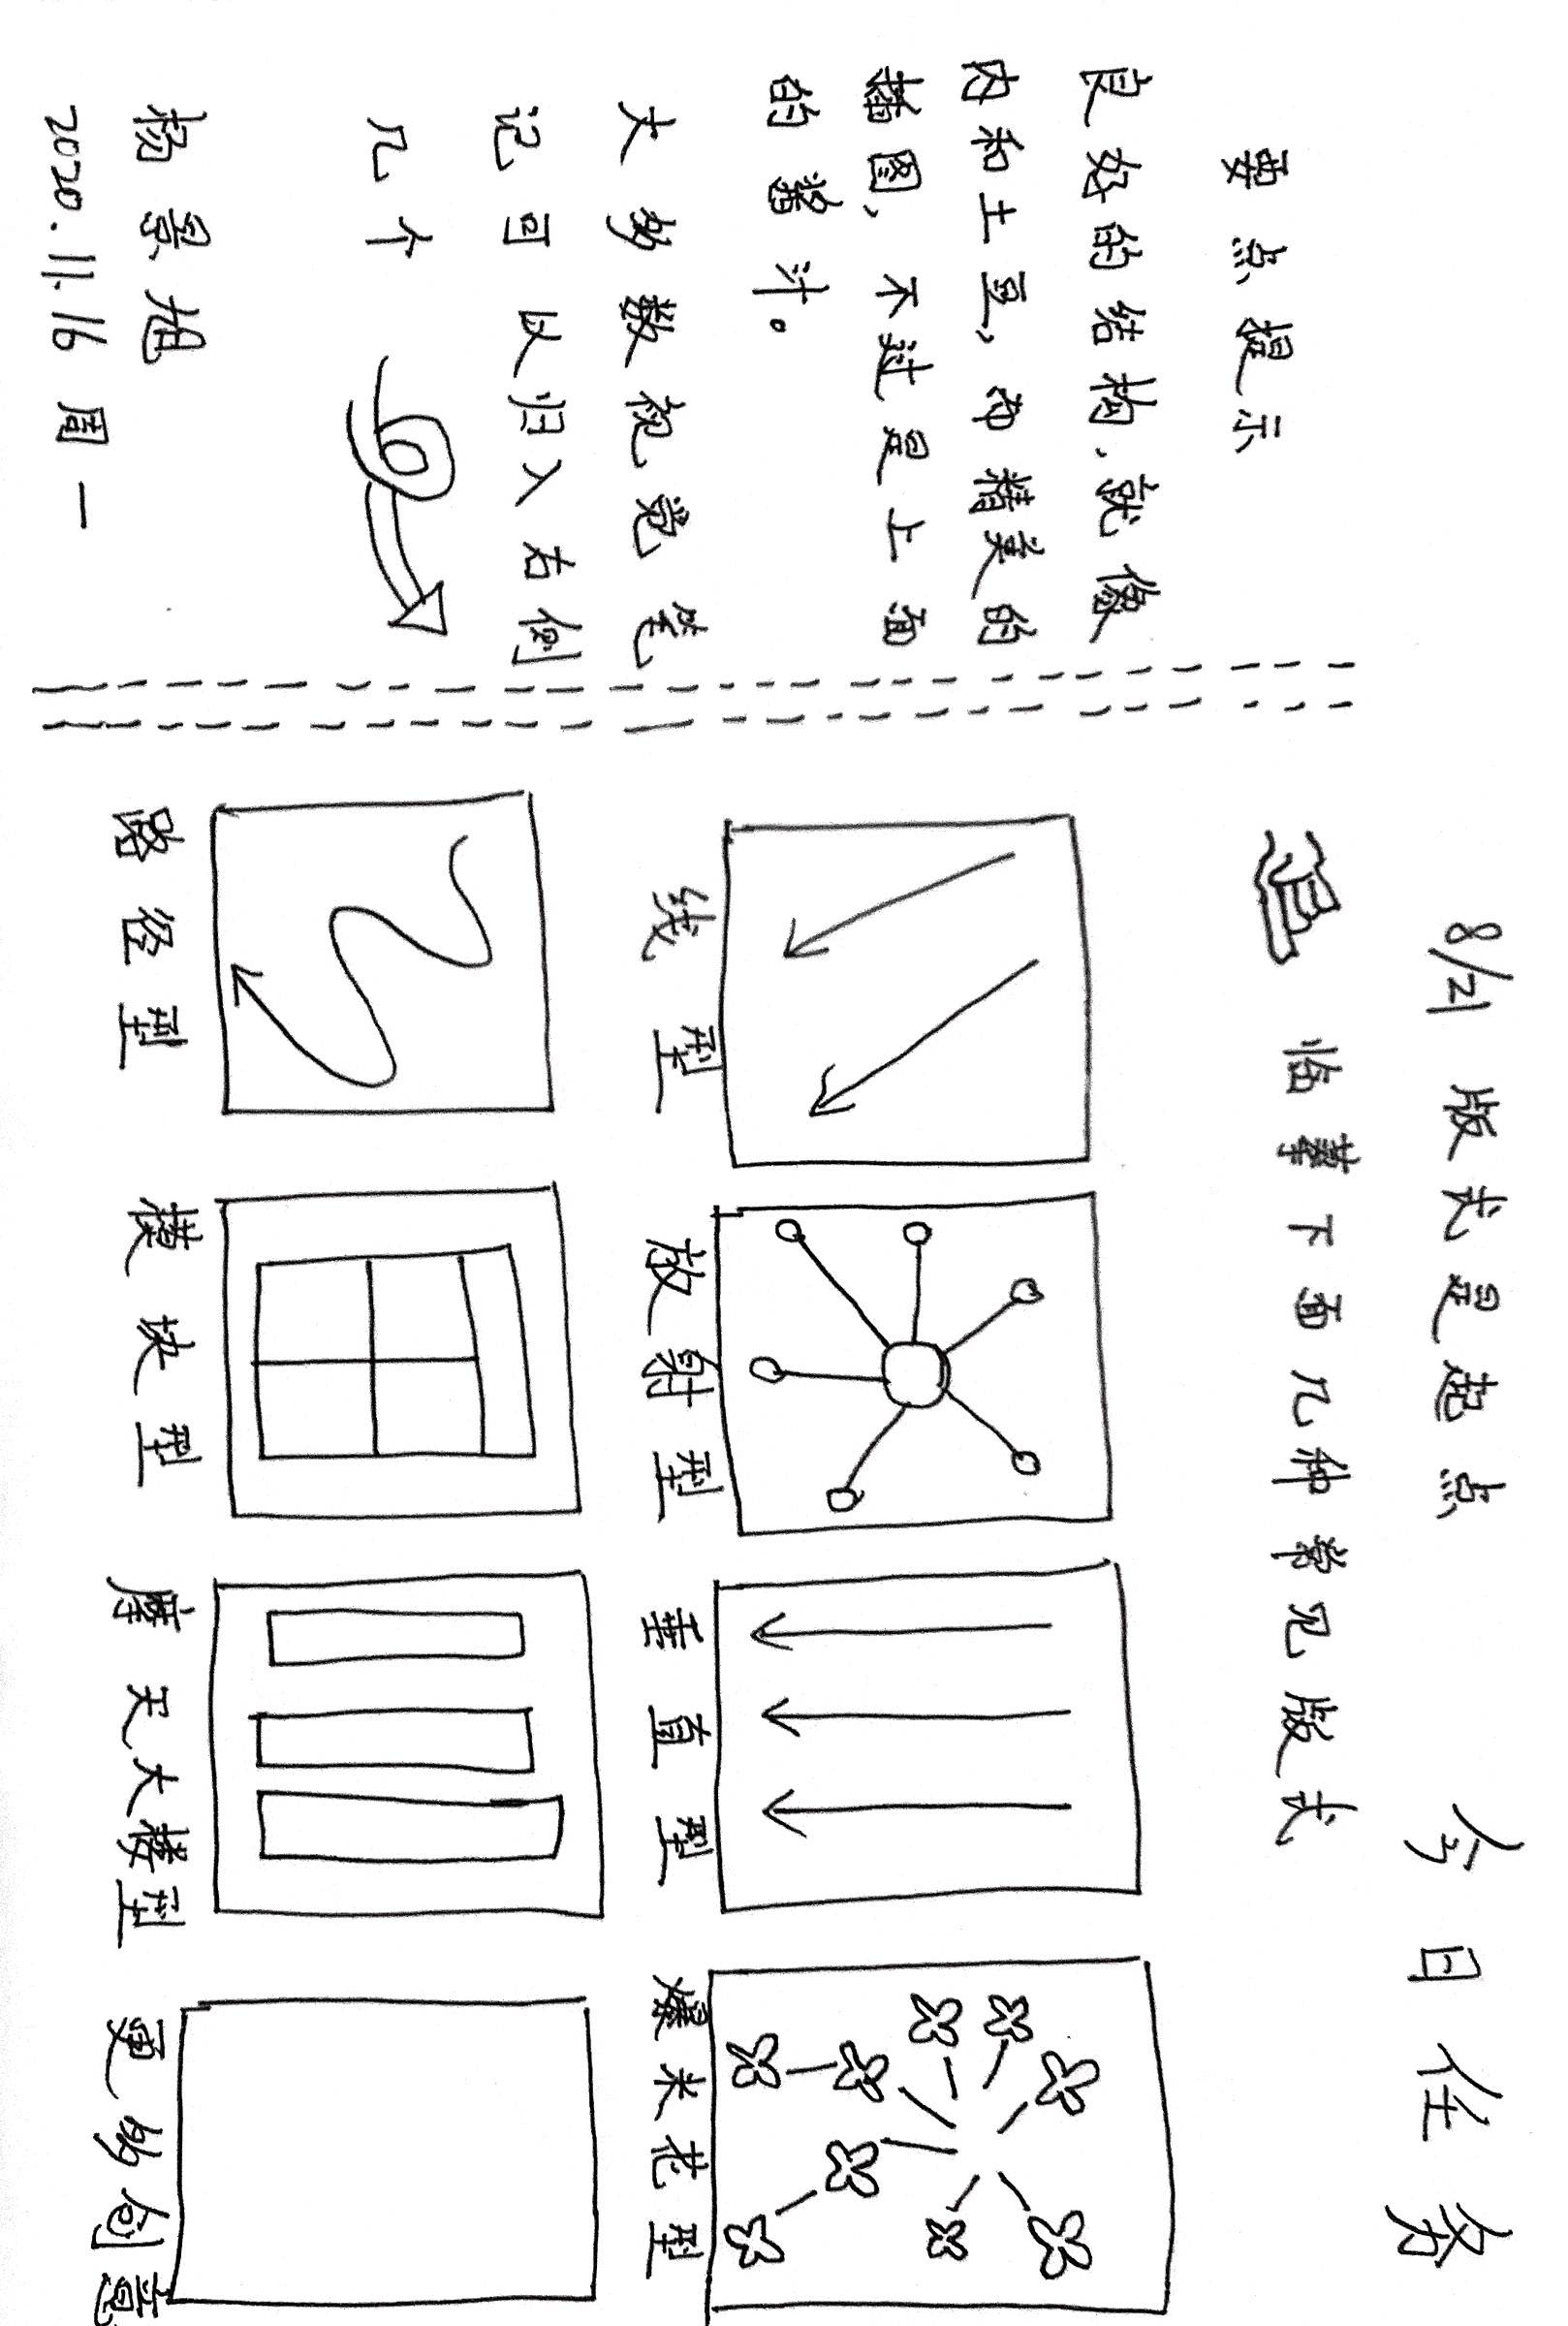 8/21 版式是起点
今日任务
临摹下面几种常见版式
要点提示
良好的结构，就像
内和土豆，而精美的
插图，不过是上面
的酱汁。
大多数视觉笔
记可以归入右侧
几个
杨景旭
2020.11.16 周一
线型
放射型
垂直型
爆米花型
路径型
模块型
摩天大楼型
更多创意